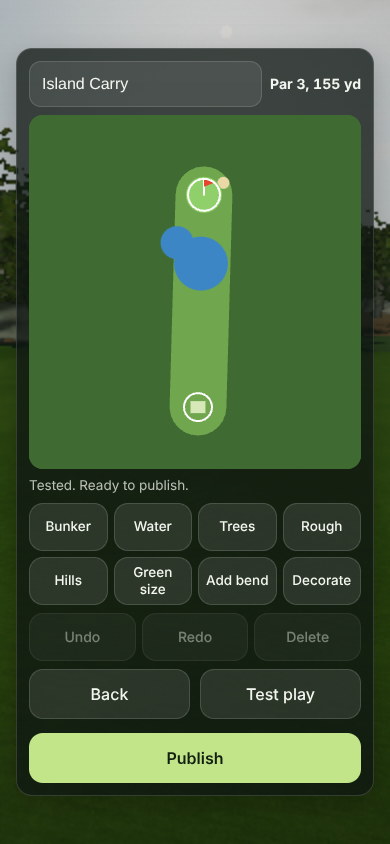 Island Carry
Par 3, 155 yd
Tested. Ready to publish.
Bunker
Water
Trees
Rough
Hills
Green
size
Add bend
Decorate
Undo
Redo
Delete
Back
Test play
Publish